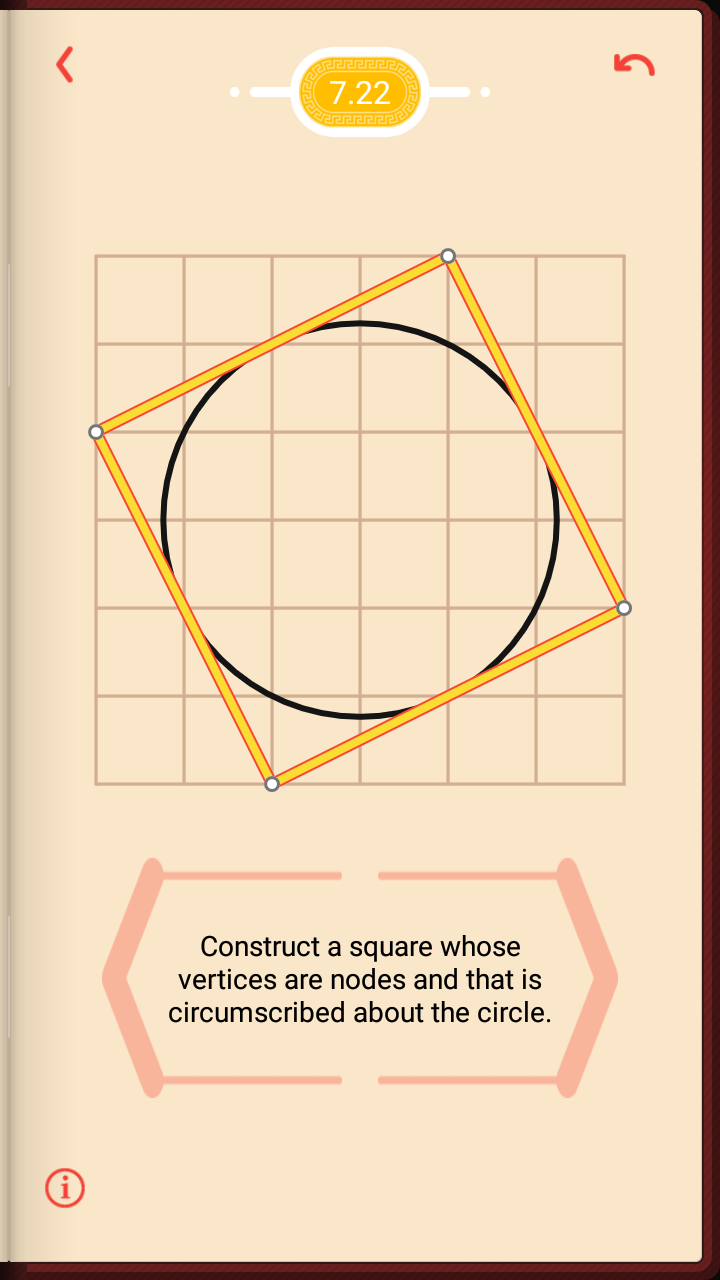 7.22
Construct a square whose
vertices are nodes and that is
circumscribed about the circle.
i